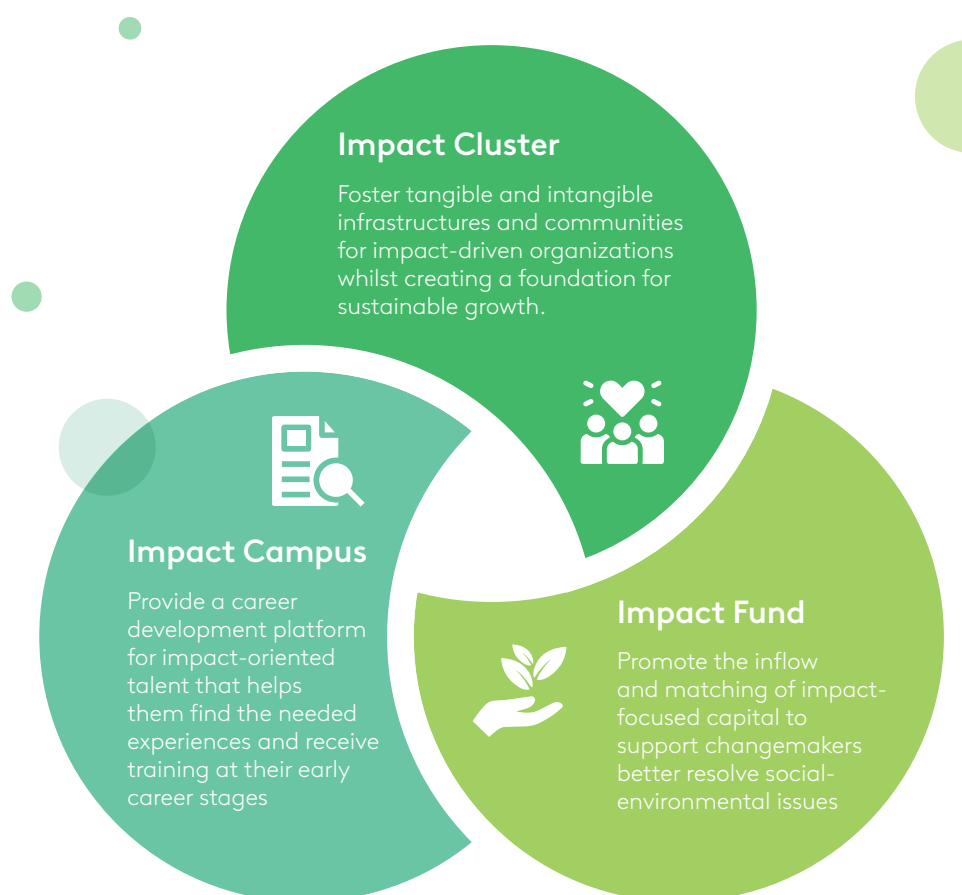 Impact Cluster
Foster tangible and intangible
infrastructures and communities
for impact-driven organizations
whilst creating a foundation for
sustainable growth.
Impact Campus
Provide a career
development platform
for impact-oriented
talent that helps
them find the needed
experiences and receive
training at their early
career stages
Impact Fund
Promote the inflow
and matching of impact-
focused capital to
support changemakers
better resolve social-
environmental issues